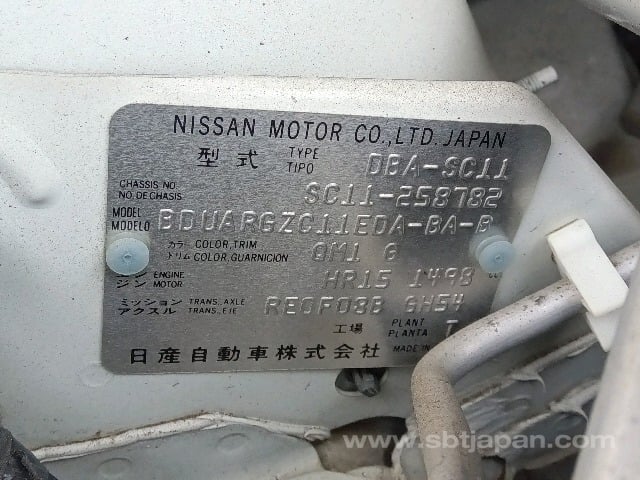 NISSAN MOTOR CO.,LTD. JAPAN
型式 TYPE TIPO DBA-SC11
CHASSIS NO. NO. DE CHASIS SC11-258782
MODEL MODELO BDUARGZC11EDA-BA-B
カラー COLOR,TRIM トリム COLOR,GUARNICION QM1 G
エンジン ENGINE MOTOR HR15 1498 cc
ミッション TRANS.,AXLE アクスル TRANS.,EJE RE0F08B GH54
工場 PLANT PLANTA T
日産自動車株式会社 MADE IN
www.sbtjapan.com